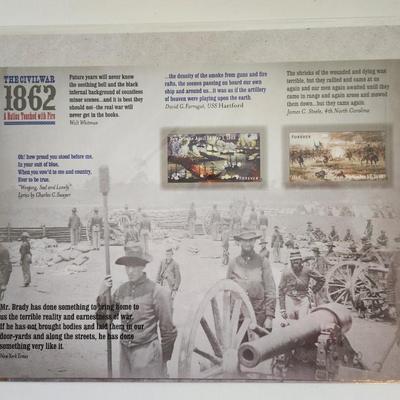 THE CIVIL WAR
1862
A Nation Touched with Fire
Future years will never know
the seething hell and the black
infernal background of countless
minor scenes...and it is best they
should not–the real war will
never get in the books.
Walt Whitman
...the density of the smoke from guns and fire
rafts, the scenes passing on board our own
ship and around us...it was as if the artillery
of heaven were playing upon the earth.
David G. Farragut, USS Hartford
The shrieks of the wounded and dying was
terrible, but they rallied and came at us
again and our men again awaited until they
came in range and again arose and mowed
them down...but they came again.
James G. Steele, 4th North Carolina
Oh! how proud you stood before me.
In your suit of blue.
When you vow'd to me and country,
Ever to be true.
"Weeping, Sad and Lonely"
Lyrics by Charles C. Sawyer
FOREVER
FOREVER
Mr. Brady has done something to bring home to
us the terrible reality and earnestness of war.
If he has not brought bodies and laid them in our
door-yards and along the streets, he has done
something very like it.
New York Times